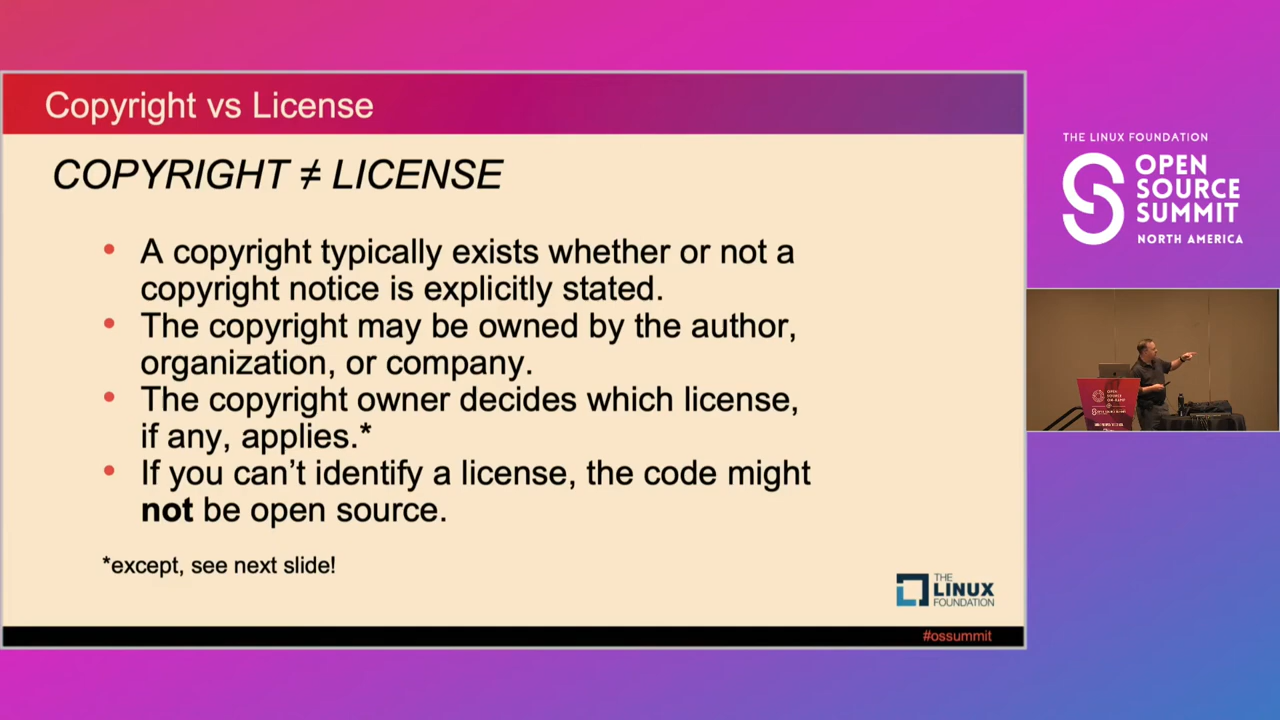 Copyright vs License
COPYRIGHT ≠ LICENSE
• A copyright typically exists whether or not a
copyright notice is explicitly stated.
• The copyright may be owned by the author,
organization, or company.
• The copyright owner decides which license,
if any, applies.*
• If you can’t identify a license, the code might
not be open source.
*except, see next slide!
THE
LINUX
FOUNDATION
#ossummit
THE LINUX FOUNDATION
OPEN
SOURCE
SUMMIT
NORTH AMERICA